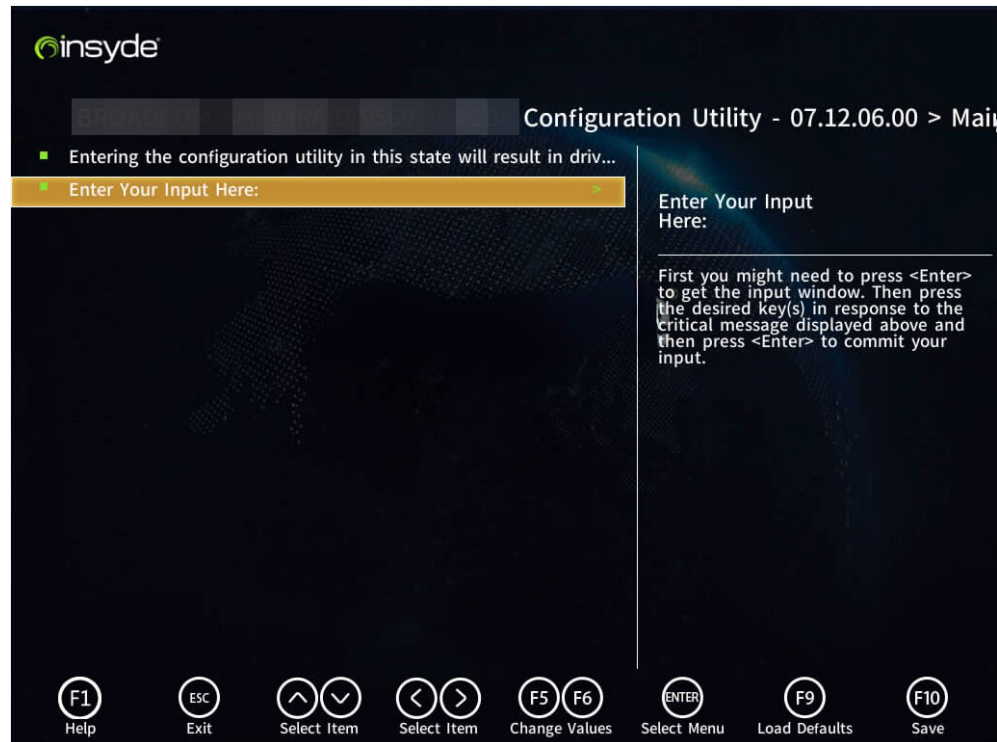 insyde
Configuration Utility - 07.12.06.00 > Main
Entering the configuration utility in this state will result in driv...
Enter Your Input Here: >
Enter Your Input
Here:
First you might need to press <Enter>
to get the input window. Then press
the desired key(s) in response to the
critical message displayed above and
then press <Enter> to commit your
input.
F1 ESC F5 F6 ENTER F9 F10
Help Exit Select Item Select Item Change Values Select Menu Load Defaults Save